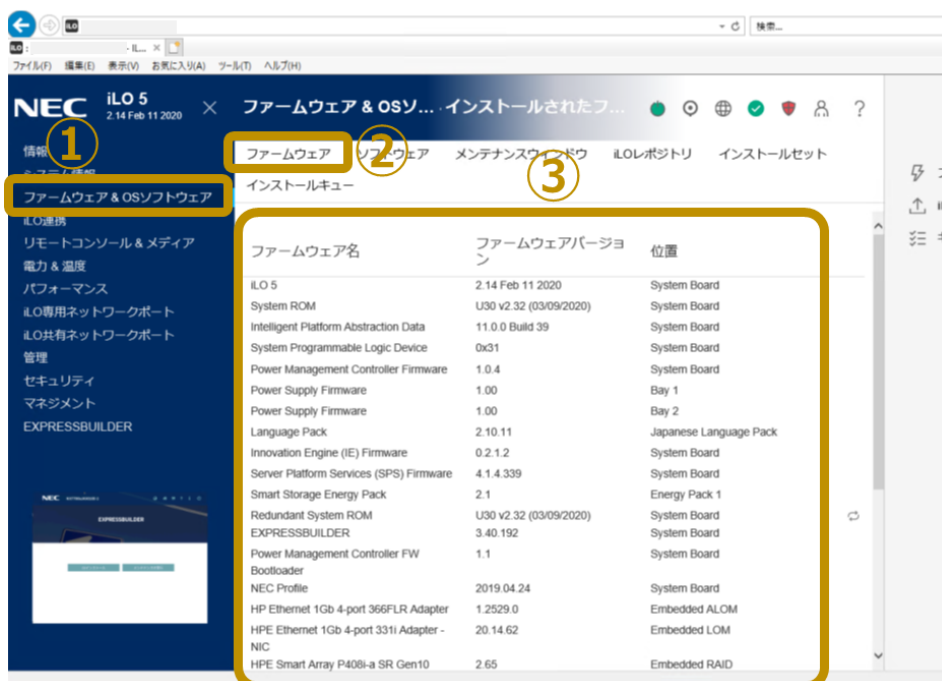 iLO
検索...
iLO : - iL... ×
ファイル(F) 編集(E) 表示(V) お気に入り(A) ツール(T) ヘルプ(H)
NEC iLO 5
2.14 Feb 11 2020
ファームウェア & OSソ... - インストールされたフ... ?
① 情報
システム情報
ファームウェア & OSソフトウェア
iLO連携
リモートコンソール & メディア
電力 & 温度
パフォーマンス
iLO専用ネットワークポート
iLO共有ネットワークポート
管理
セキュリティ
マネジメント
EXPRESSBUILDER
NEC
EXPRESSBUILDER
ファームウェア ② ソフトウェア メンテナンスウィンドウ iLOレポジトリ インストールセット
インストールキュー
③
ファームウェア名 ファームウェアバージョン 位置
iLO 5 2.14 Feb 11 2020 System Board
System ROM U30 v2.32 (03/09/2020) System Board
Intelligent Platform Abstraction Data 11.0.0 Build 39 System Board
System Programmable Logic Device 0x31 System Board
Power Management Controller Firmware 1.0.4 System Board
Power Supply Firmware 1.00 Bay 1
Power Supply Firmware 1.00 Bay 2
Language Pack 2.10.11 Japanese Language Pack
Innovation Engine (IE) Firmware 0.2.1.2 System Board
Server Platform Services (SPS) Firmware 4.1.4.339 System Board
Smart Storage Energy Pack 2.1 Energy Pack 1
Redundant System ROM U30 v2.32 (03/09/2020) System Board
EXPRESSBUILDER 3.40.192 System Board
Power Management Controller FW 1.1 System Board
Bootloader
NEC Profile 2019.04.24 System Board
HP Ethernet 1Gb 4-port 366FLR Adapter 1.2529.0 Embedded ALOM
HPE Ethernet 1Gb 4-port 331i Adapter - 20.14.62 Embedded LOM
NIC
HPE Smart Array P408i-a SR Gen10 2.65 Embedded RAID